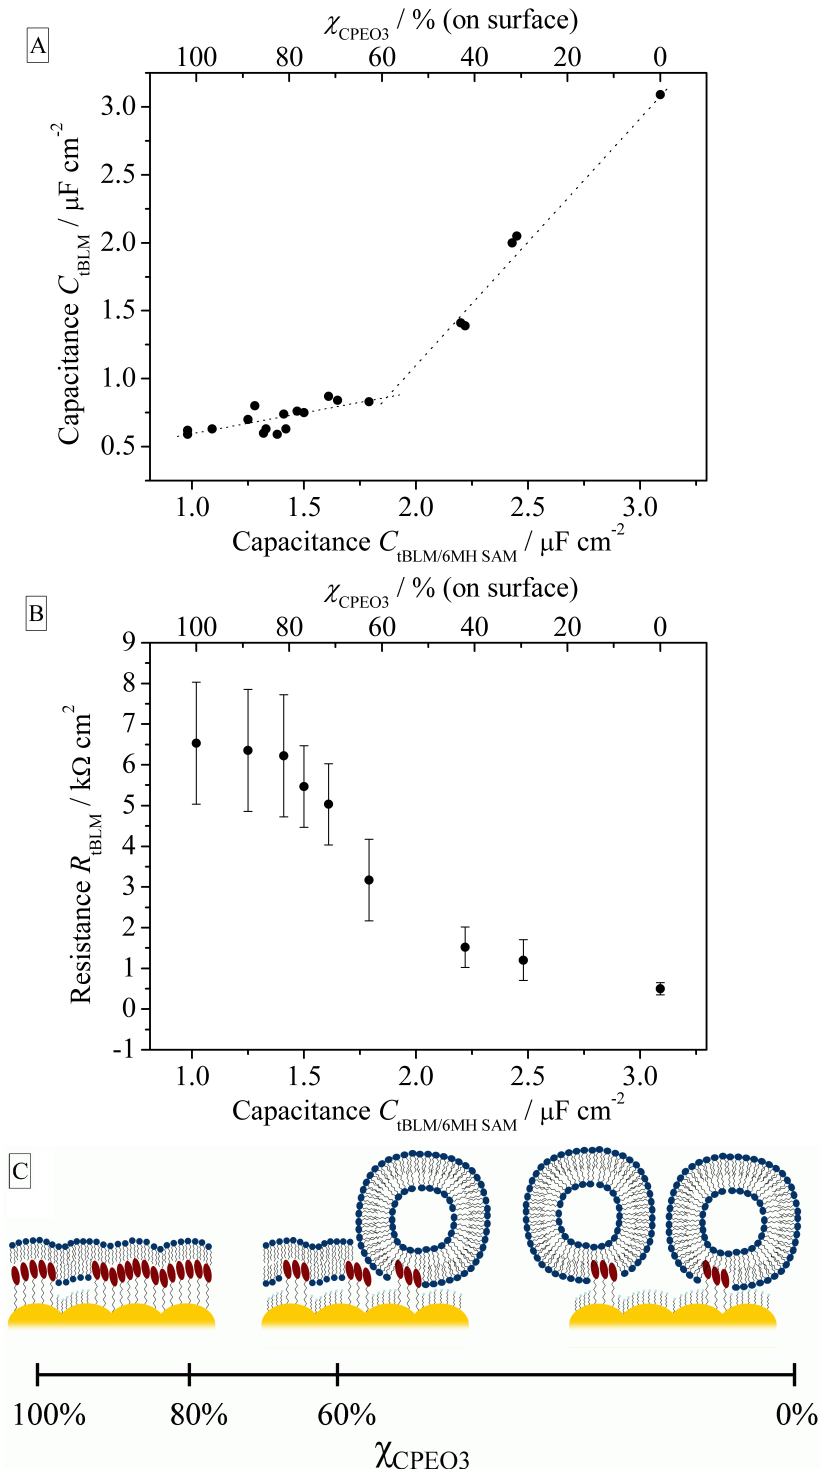 A
χCPEO3 / % (on surface)
100 80 60 40 20 0
Capacitance CtBLM / μF cm-2
3.0
2.5
2.0
1.5
1.0
0.5
1.0 1.5 2.0 2.5 3.0
Capacitance CtBLM/6MH SAM / μF cm-2
B
χCPEO3 / % (on surface)
100 80 60 40 20 0
Resistance RtBLM / kΩ cm2
9
8
7
6
5
4
3
2
1
0
-1
1.0 1.5 2.0 2.5 3.0
Capacitance CtBLM/6MH SAM / μF cm-2
C
100% 80% 60% 0%
χCPEO3